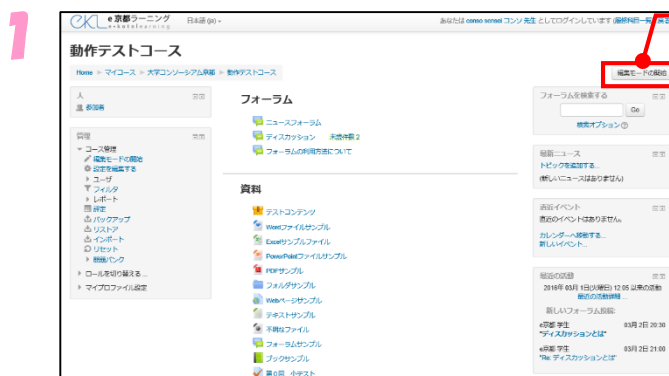 1
e京都ラーニング
e-kyotolearning
日本語 (ja)
あなたは conso sensei コンソ 先生 としてログインしています
動作テストコース
Home ▶ マイコース ▶ 大学コンソーシアム京都 ▶ 動作テストコース
編集モードの開始
人
参加者
管理
コース管理
編集モードの開始
設定を編集する
ユーザ
フィルタ
レポート
評定
バックアップ
リストア
インポート
リセット
問題バンク
ロールを切り替える ...
マイプロファイル設定
フォーラム
ニュースフォーラム
ディスカッション 未読件数 2
フォーラムの利用方法について
資料
テストコンテンツ
Wordファイルサンプル
Excelサンプルファイル
PowerPointファイルサンプル
PDFサンプル
フォルダサンプル
Webページサンプル
テキストサンプル
不明なファイル
フォーラムサンプル
ブックサンプル
第0回 小テスト
フォーラムを検索する
Go
検索オプション
最新ニュース
トピックを追加する...
(新しいニュースはありません)
直近イベント
直近のイベントはありません。
カレンダーへ移動する...
新しいイベント...
最近の活動
2016年 03月 1日(火曜日) 12:05 以来の活動
最近の活動詳細 ...
新しいフォーラム投稿:
e京都 学生 03月 2日 20:30
"ディスカッションとは"
e京都 学生 03月 2日 21:00
"Re: ディスカッションとは"